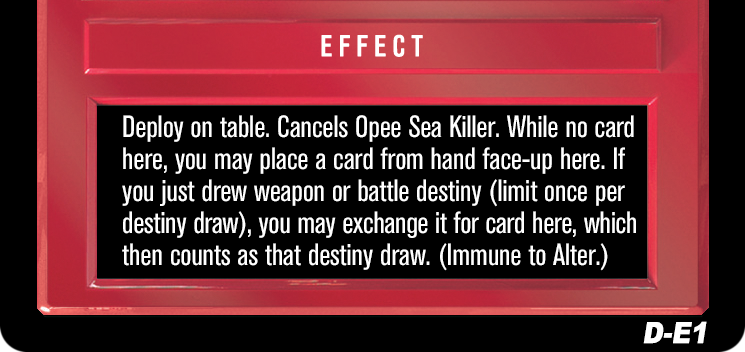 EFFECT
Deploy on table. Cancels Opee Sea Killer. While no card
here, you may place a card from hand face-up here. If
you just drew weapon or battle destiny (limit once per
destiny draw), you may exchange it for card here, which
then counts as that destiny draw. (Immune to Alter.)
D-E1